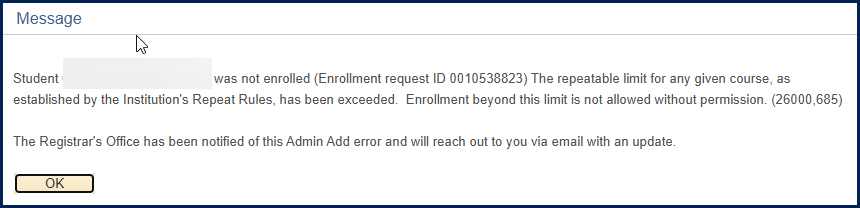 Message
Student was not enrolled (Enrollment request ID 0010538823) The repeatable limit for any given course, as
established by the Institution's Repeat Rules, has been exceeded.  Enrollment beyond this limit is not allowed without permission. (26000,685)
The Registrar's Office has been notified of this Admin Add error and will reach out to you via email with an update.
OK